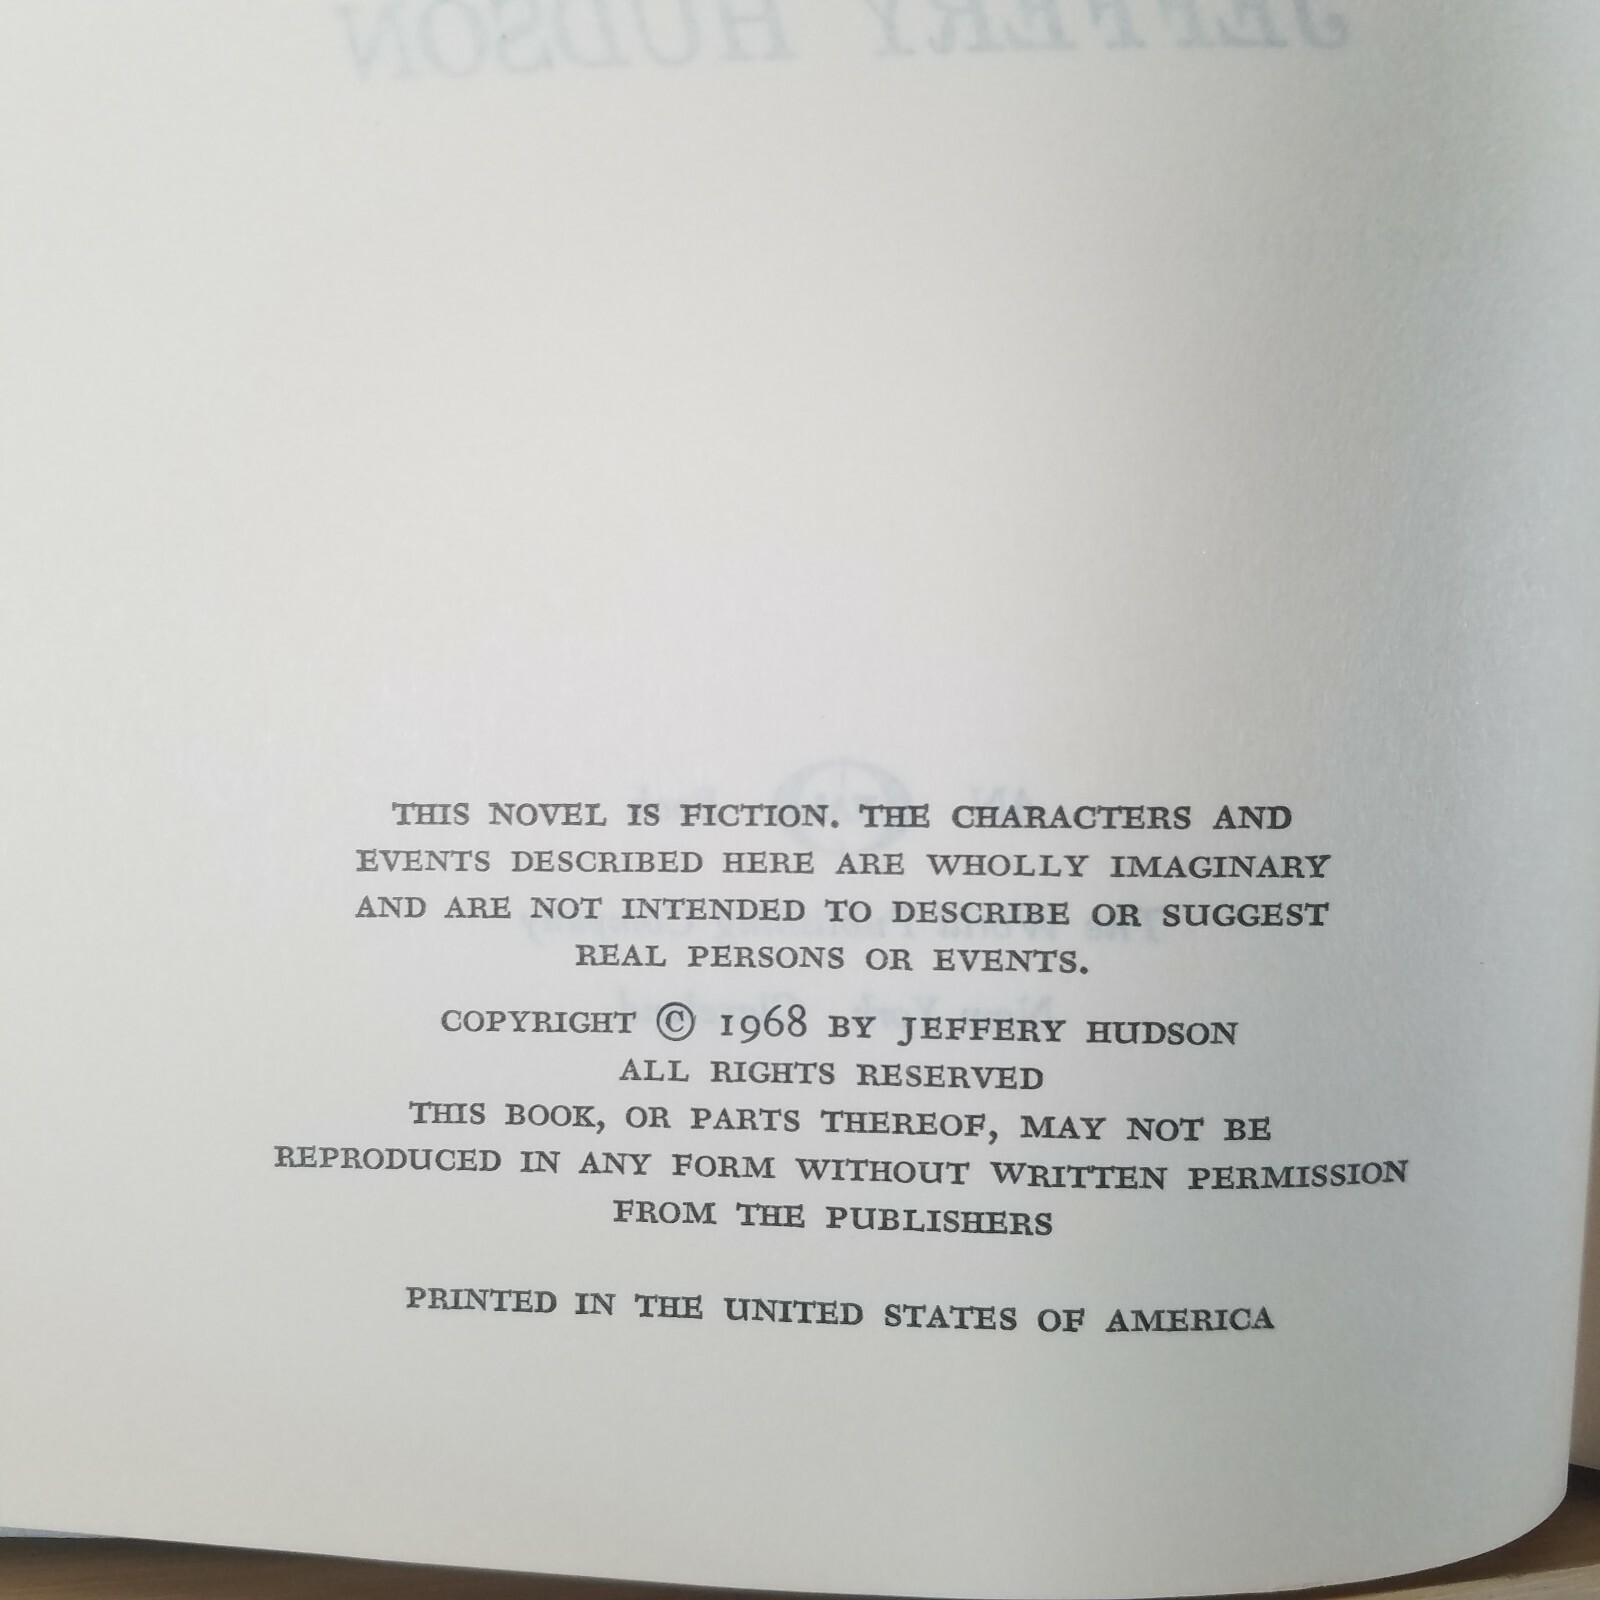 JEFFERY HUDSON
THIS NOVEL IS FICTION. THE CHARACTERS AND
EVENTS DESCRIBED HERE ARE WHOLLY IMAGINARY
AND ARE NOT INTENDED TO DESCRIBE OR SUGGEST
REAL PERSONS OR EVENTS.
COPYRIGHT © 1968 BY JEFFERY HUDSON
ALL RIGHTS RESERVED
THIS BOOK, OR PARTS THEREOF, MAY NOT BE
REPRODUCED IN ANY FORM WITHOUT WRITTEN PERMISSION
FROM THE PUBLISHERS
PRINTED IN THE UNITED STATES OF AMERICA